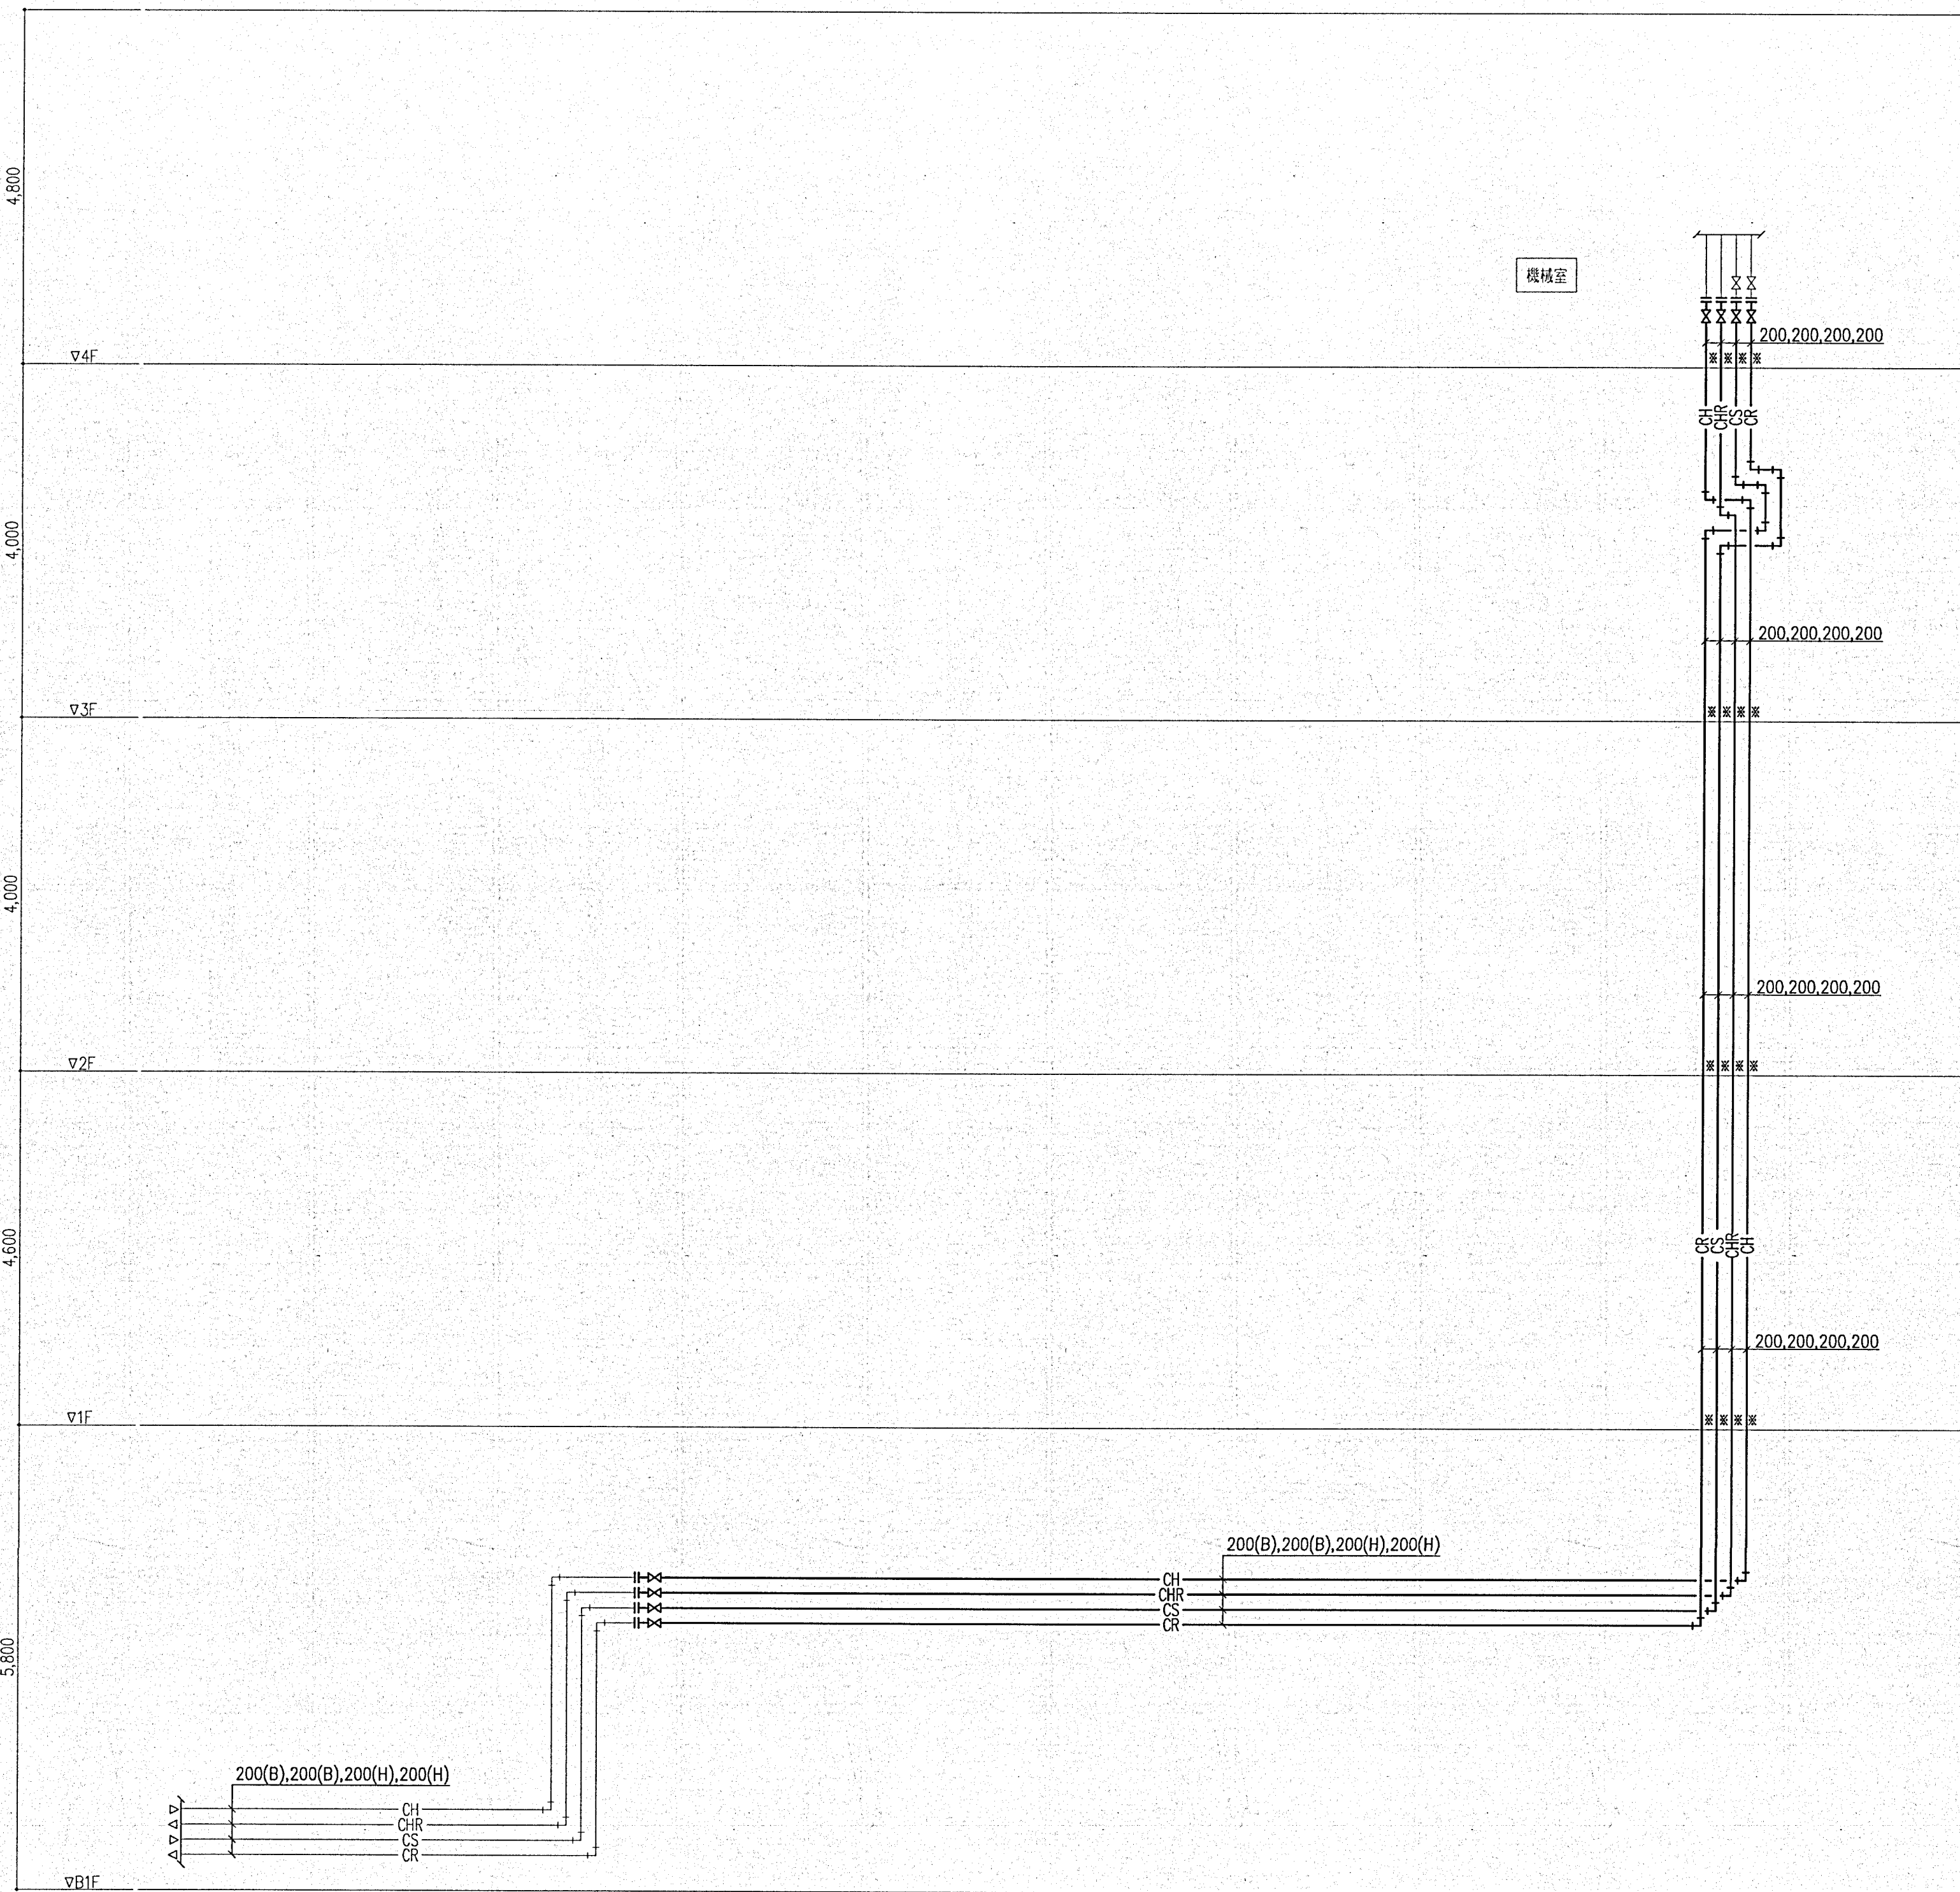 4,800
機械室
200,200,200,200
▽4F
※ ※ ※ ※
CH
CHR
CS
CR
4,000
200,200,200,200
▽3F
※ ※ ※ ※
4,000
200,200,200,200
▽2F
※ ※ ※ ※
4,600
CR
CS
CHR
CH
200,200,200,200
▽1F
※ ※ ※ ※
200(B),200(B),200(H),200(H)
CH
CHR
CS
CR
5,800
200(B),200(B),200(H),200(H)
CH
CHR
CS
CR
▽B1F